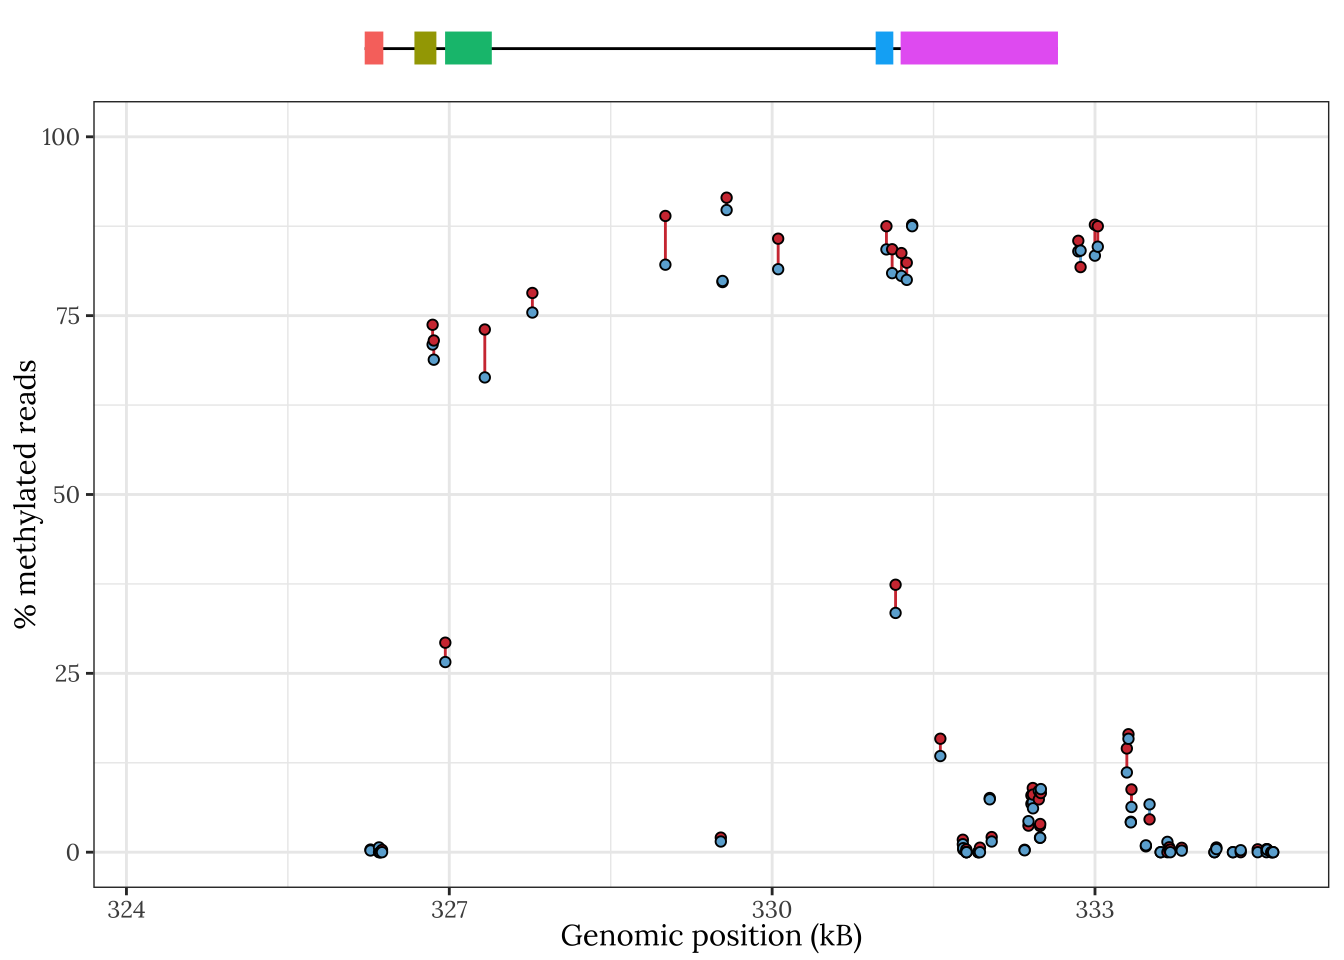 100
75
50
25
0
% methylated reads
324 327 330 333
Genomic position (kB)